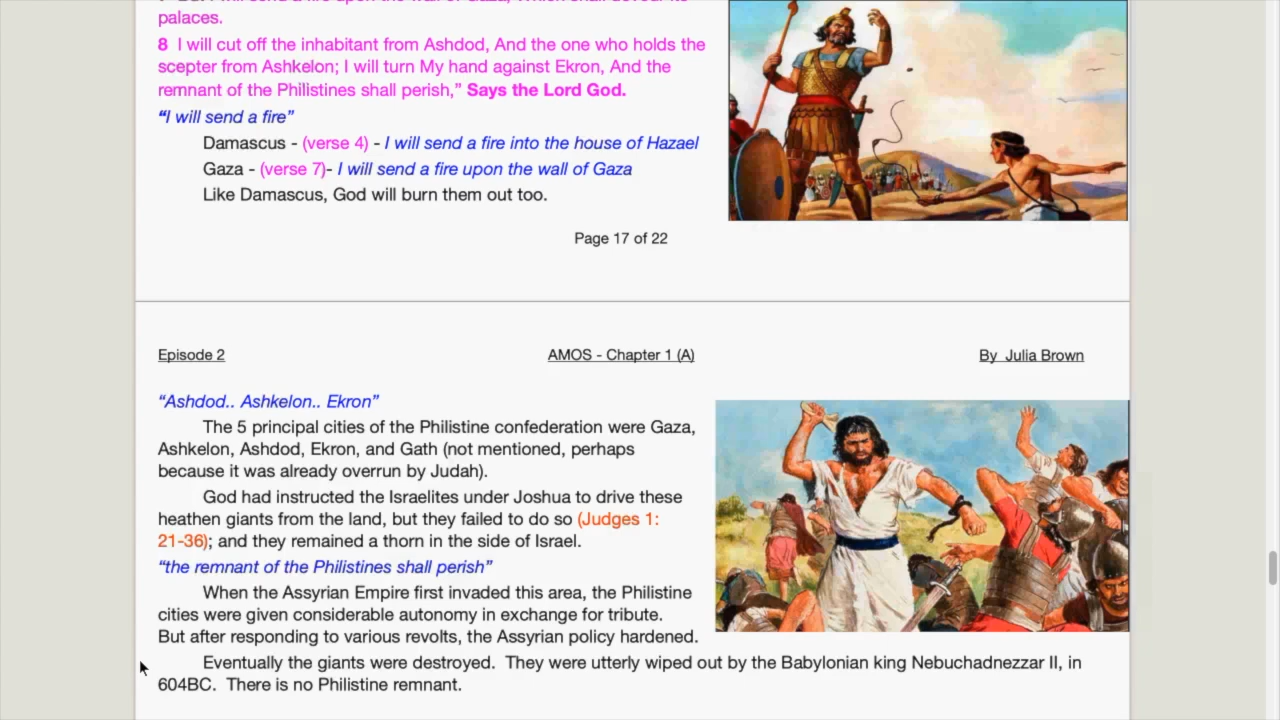 palaces.
8 I will cut off the inhabitant from Ashdod, And the one who holds the
scepter from Ashkelon; I will turn My hand against Ekron, And the
remnant of the Philistines shall perish,” Says the Lord God.
“I will send a fire”
Damascus - (verse 4) - I will send a fire into the house of Hazael
Gaza - (verse 7)- I will send a fire upon the wall of Gaza
Like Damascus, God will burn them out too.
Page 17 of 22
Episode 2 AMOS - Chapter 1 (A) By Julia Brown
“Ashdod.. Ashkelon.. Ekron”
The 5 principal cities of the Philistine confederation were Gaza,
Ashkelon, Ashdod, Ekron, and Gath (not mentioned, perhaps
because it was already overrun by Judah).
God had instructed the Israelites under Joshua to drive these
heathen giants from the land, but they failed to do so (Judges 1:
21-36); and they remained a thorn in the side of Israel.
“the remnant of the Philistines shall perish”
When the Assyrian Empire first invaded this area, the Philistine
cities were given considerable autonomy in exchange for tribute.
But after responding to various revolts, the Assyrian policy hardened.
Eventually the giants were destroyed. They were utterly wiped out by the Babylonian king Nebuchadnezzar II, in
604BC. There is no Philistine remnant.